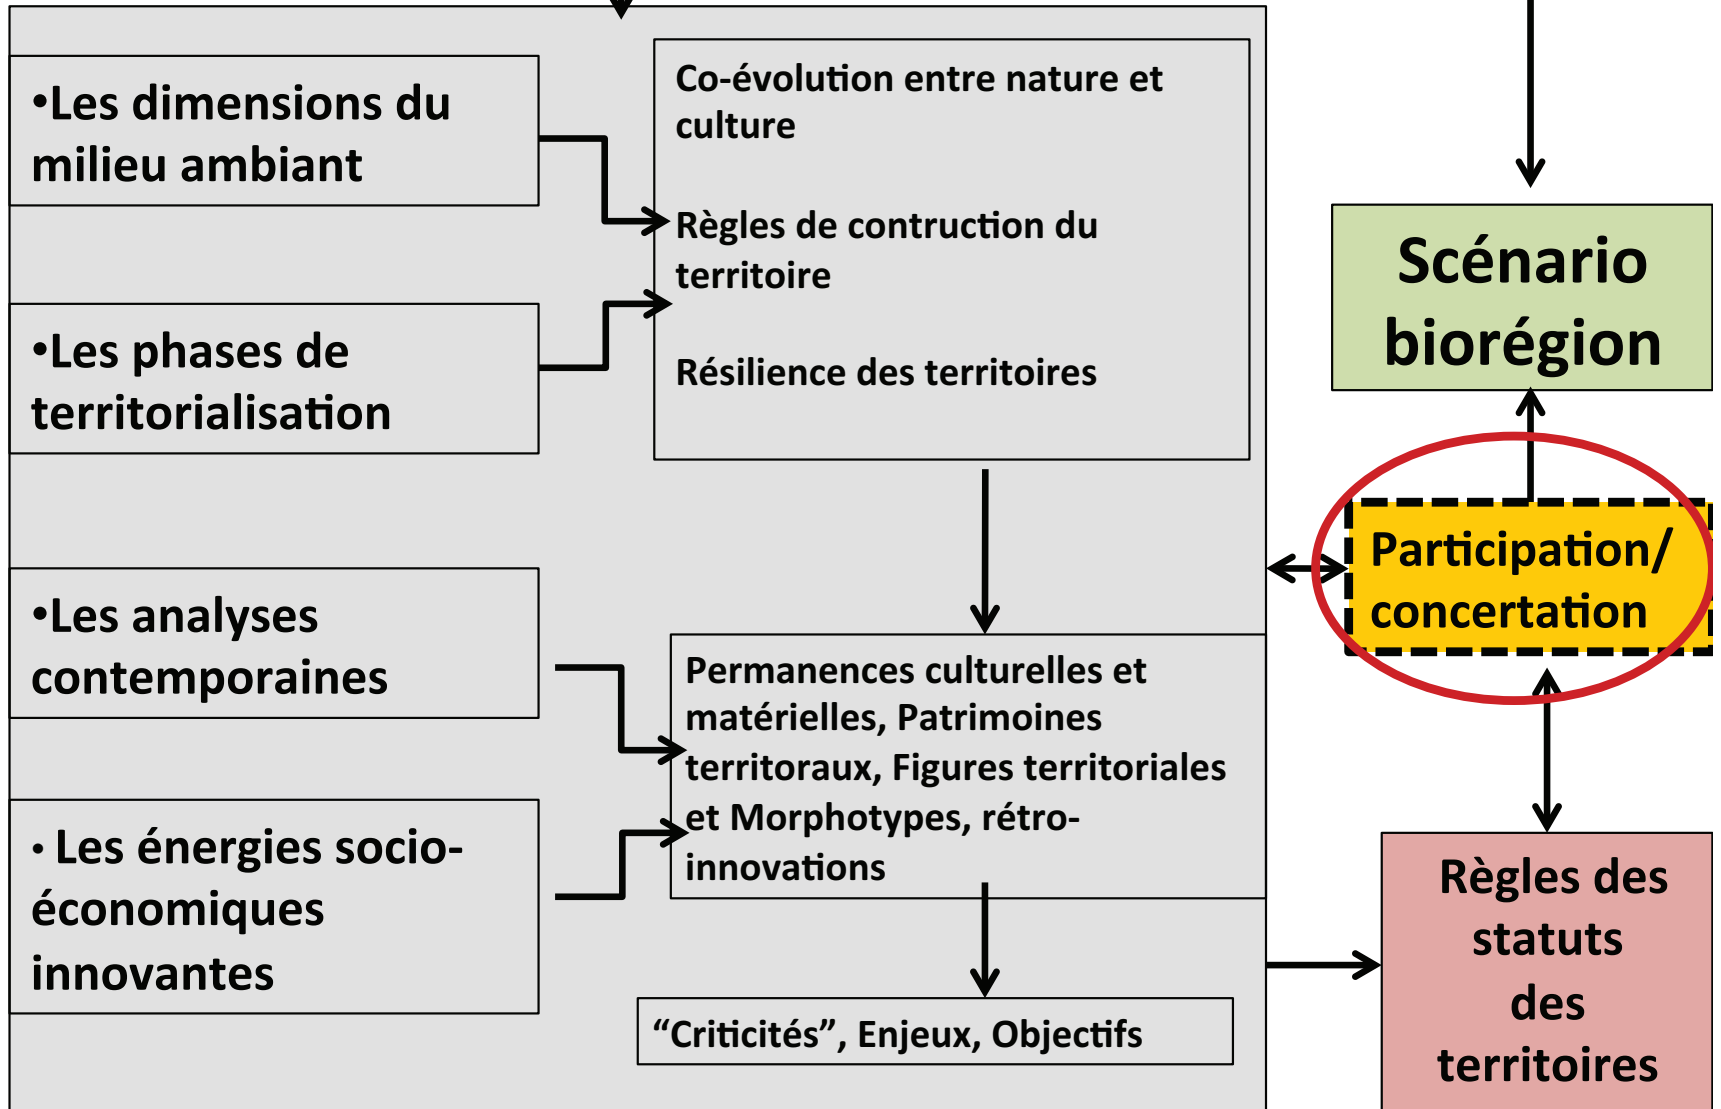 •Les dimensions du
milieu ambiant
•Les phases de
territorialisation
•Les analyses
contemporaines
• Les énergies socio-
économiques
innovantes
Co-évolution entre nature et
culture
Règles de contruction du
territoire
Résilience des territoires
Permanences culturelles et
matérielles, Patrimoines
territoraux, Figures territoriales
et Morphotypes, rétro-
innovations
“Criticités”, Enjeux, Objectifs
Scénario
biorégion
Participation/
concertation
Règles des
statuts
des
territoires